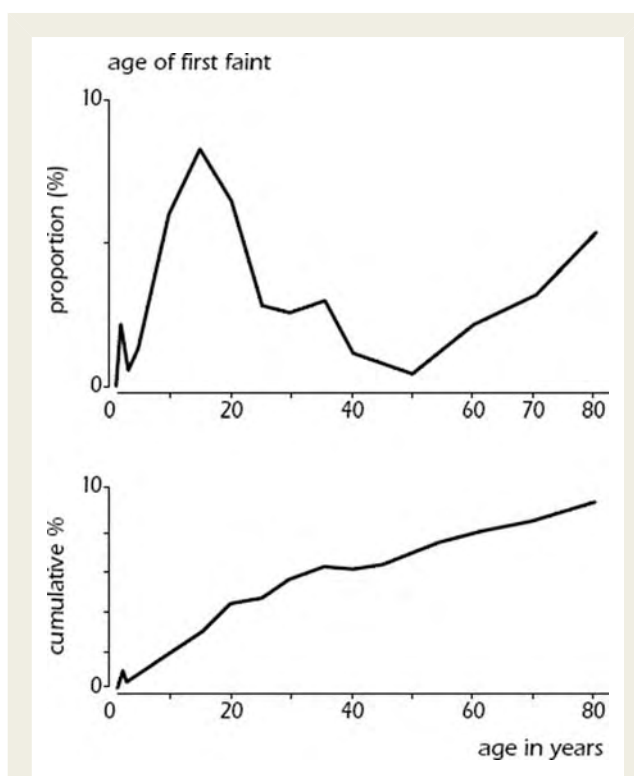 age of first faint
10
proportion (%)
0
0 20 40 60 70 80
10
cumulative %
0
0 20 40 60 70 80
age in years